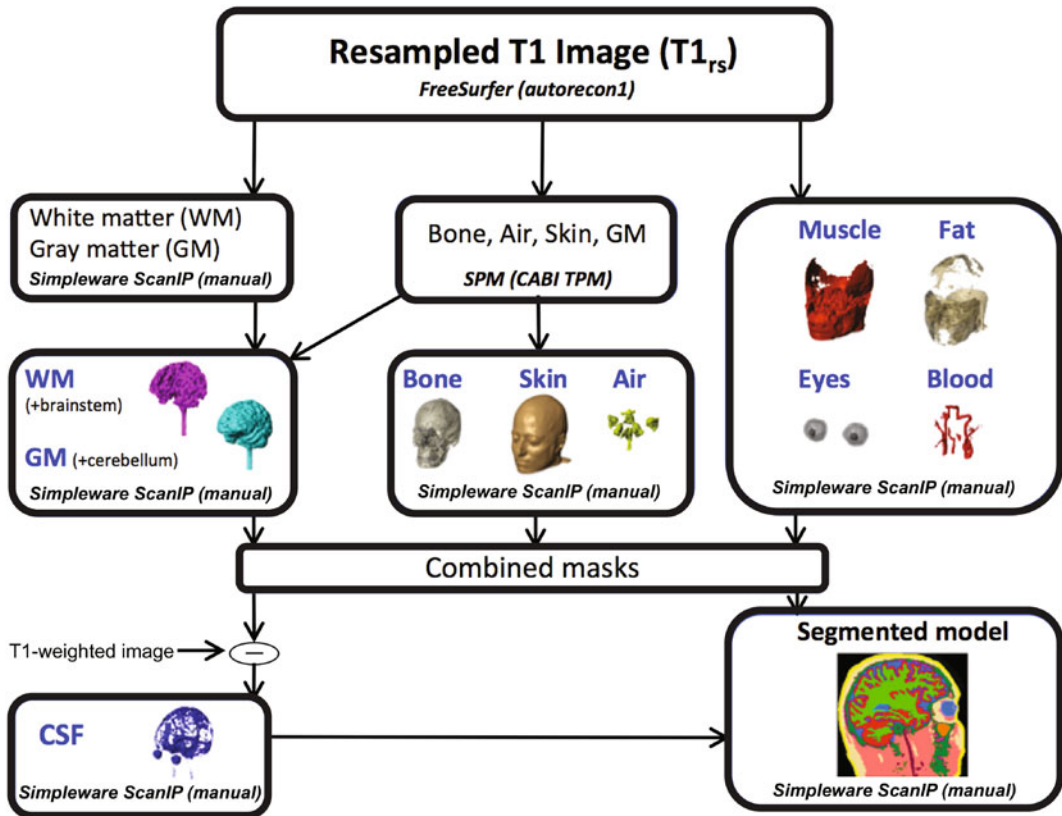 Resampled T1 Image (T1rs)
FreeSurfer (autorecon1)
White matter (WM)
Gray matter (GM)
Simpleware ScanIP (manual)
Bone, Air, Skin, GM
SPM (CABI TPM)
Muscle Fat
Eyes Blood
Simpleware ScanIP (manual)
WM
(+brainstem)
GM (+cerebellum)
Simpleware ScanIP (manual)
Bone Skin Air
Simpleware ScanIP (manual)
Combined masks
T1-weighted image
—
CSF
Simpleware ScanIP (manual)
Segmented model
Simpleware ScanIP (manual)